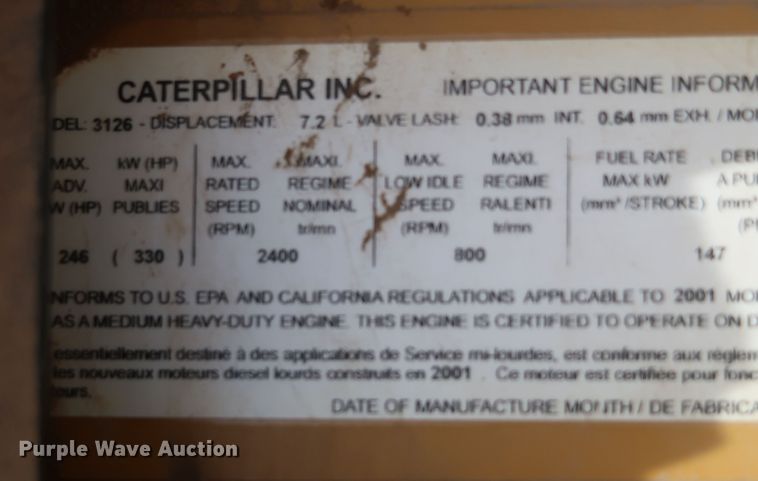 CATERPILLAR INC. IMPORTANT ENGINE INFORM
DEL: 3126 - DISPLACEMENT: 7.2 L - VALVE LASH: 0.38 mm INT. 0.64 mm EXH. / MO
MAX. kW (HP) MAX. MAXI. MAX. MAXI. FUEL RATE DEBI
ADV. MAXI RATED REGIME LOW IDLE REGIME MAX kW A PU
W (HP) PUBLIES SPEED NOMINAL SPEED RALENTI (mm³ /STROKE) (mm³
(RPM) tr/mn (RPM) tr/mn
246 ( 330 ) 2400 800 147
NFORMS TO U.S. EPA AND CALIFORNIA REGULATIONS APPLICABLE TO 2001 MO
AS A MEDIUM HEAVY-DUTY ENGINE. THIS ENGINE IS CERTIFIED TO OPERATE ON D
essentiellement destiné à des applications de Service mi-lourdes, est conforme aux règlem
les nouveaux moteurs diesel lourds construits en 2001 . Ce moteur est certifiée pour fonc
ours.
DATE OF MANUFACTURE MONTH / DE FABRICA
Purple Wave Auction